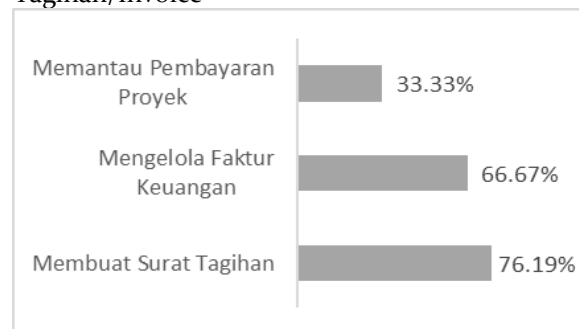 Tagihan/Invoice
Memantau Pembayaran
Proyek
33.33%
Mengelola Faktur
Keuangan
66.67%
Membuat Surat Tagihan
76.19%